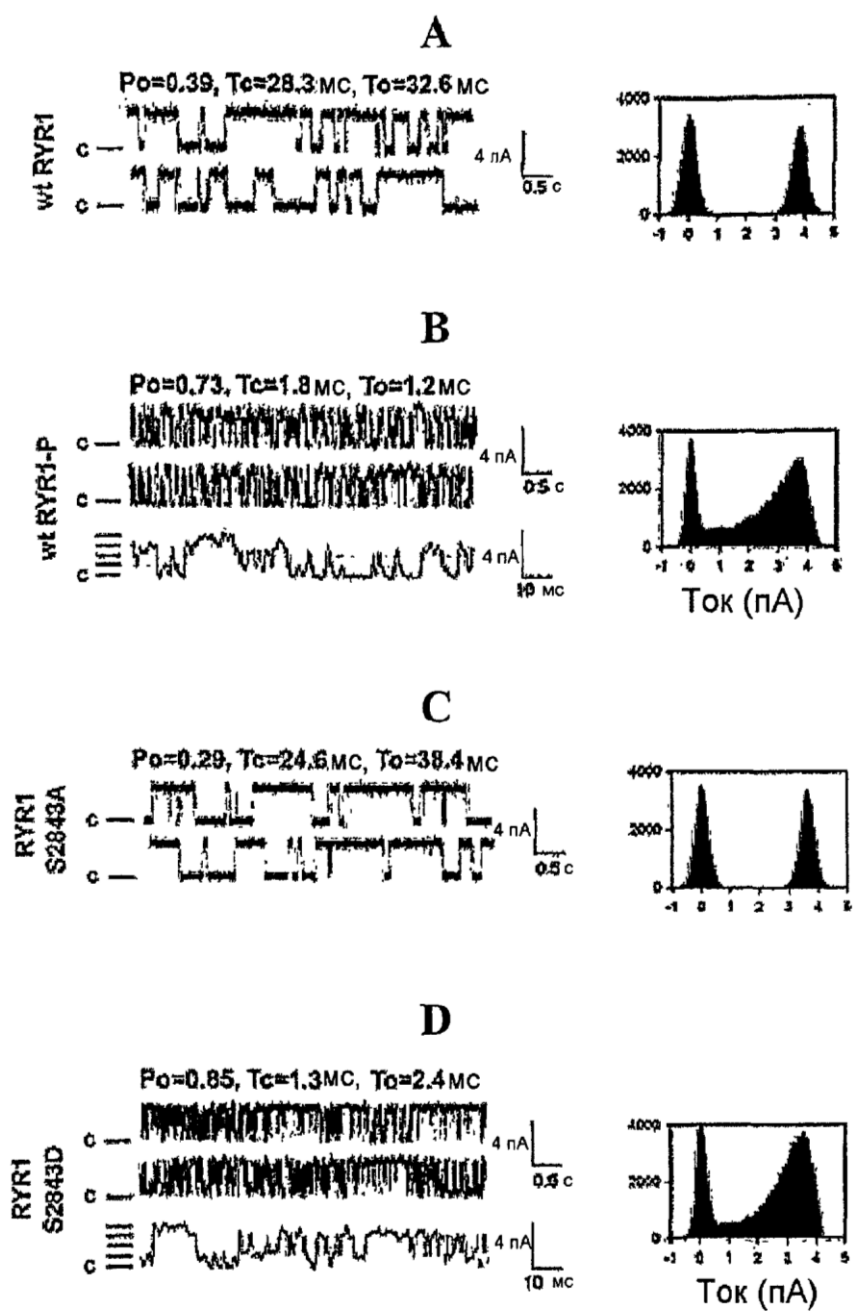 A
Po=0.39, Tc=28.3 мс, To=32.6 мс
wt RYR1
c
c
4 пА
0.5 с
4000
2000
0
-1 0 1 2 3 4 5
B
Po=0.73, Tc=1.8 мс, To=1.2 мс
wt RYR1-P
c
c
4 пА
0.5 с
c
4 пА
10 мс
4000
2000
0
-1 0 1 2 3 4 5
Ток (пА)
C
Po=0.29, Tc=24.6 мс, To=38.4 мс
RYR1
S2843A
c
c
4 пА
0.5 с
4000
2000
0
-1 0 1 2 3 4 5
D
Po=0.85, Tc=1.3 мс, To=2.4 мс
RYR1
S2843D
c
c
4 пА
0.5 с
c
4 пА
10 мс
4000
2000
0
-1 0 1 2 3 4 5
Ток (пА)